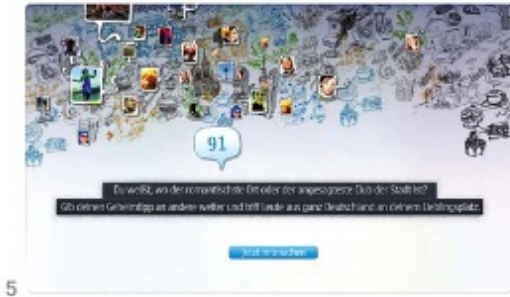 91
Du weißt, wo der romantischste Ort oder der angesagteste Club der Stadt ist?
Gib deinen Geheimtipp an andere weiter und triff Leute aus ganz Deutschland an deinem Lieblingsplatz.
Jetzt mitmachen
5